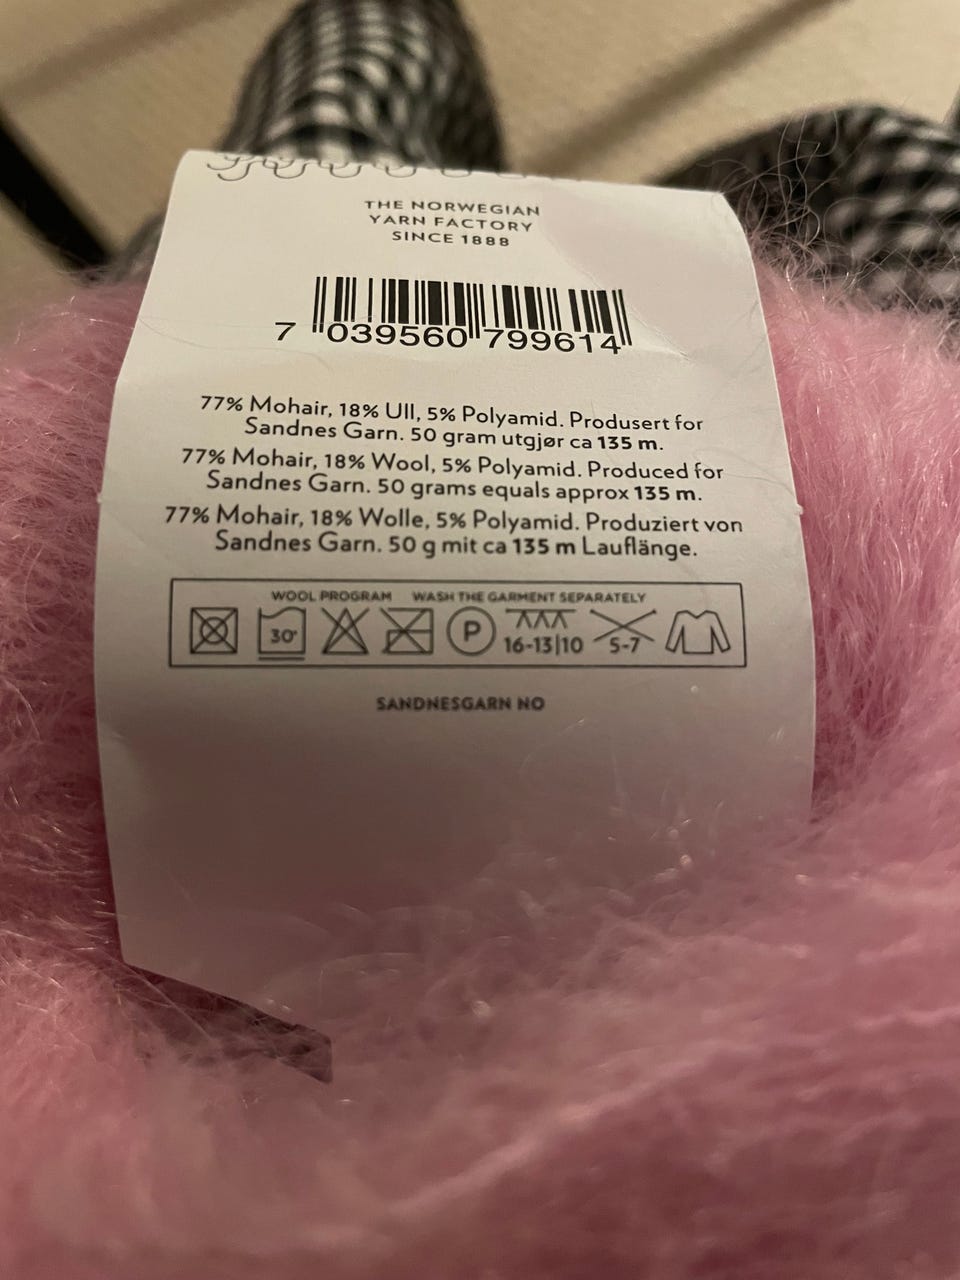 THE NORWEGIAN
YARN FACTORY
SINCE 1888
7 039560 799614
77% Mohair, 18% Ull, 5% Polyamid. Produsert for
Sandnes Garn. 50 gram utgjør ca 135 m.
77% Mohair, 18% Wool, 5% Polyamid. Produced for
Sandnes Garn. 50 grams equals approx 135 m.
77% Mohair, 18% Wolle, 5% Polyamid. Produziert von
Sandnes Garn. 50 g mit ca 135 m Lauflänge.
WOOL PROGRAM WASH THE GARMENT SEPARATELY
30° P 16-13|10 5-7
SANDNESGARN NO